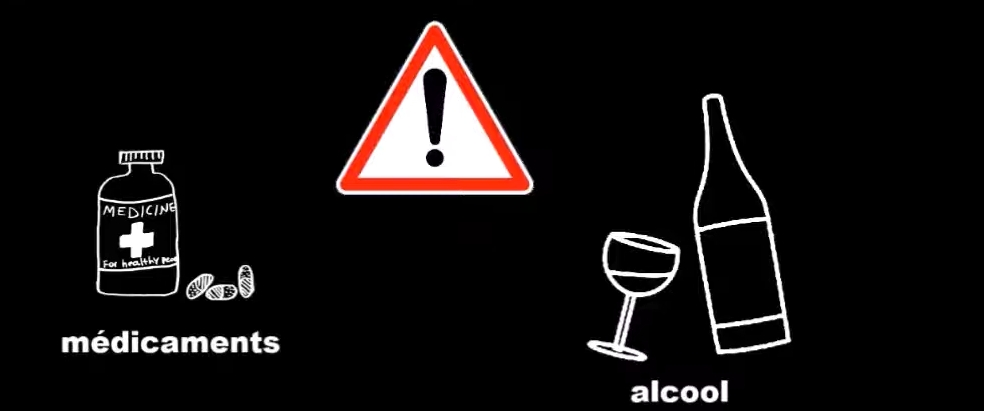 MEDICINE
For healthy
médicaments
alcool